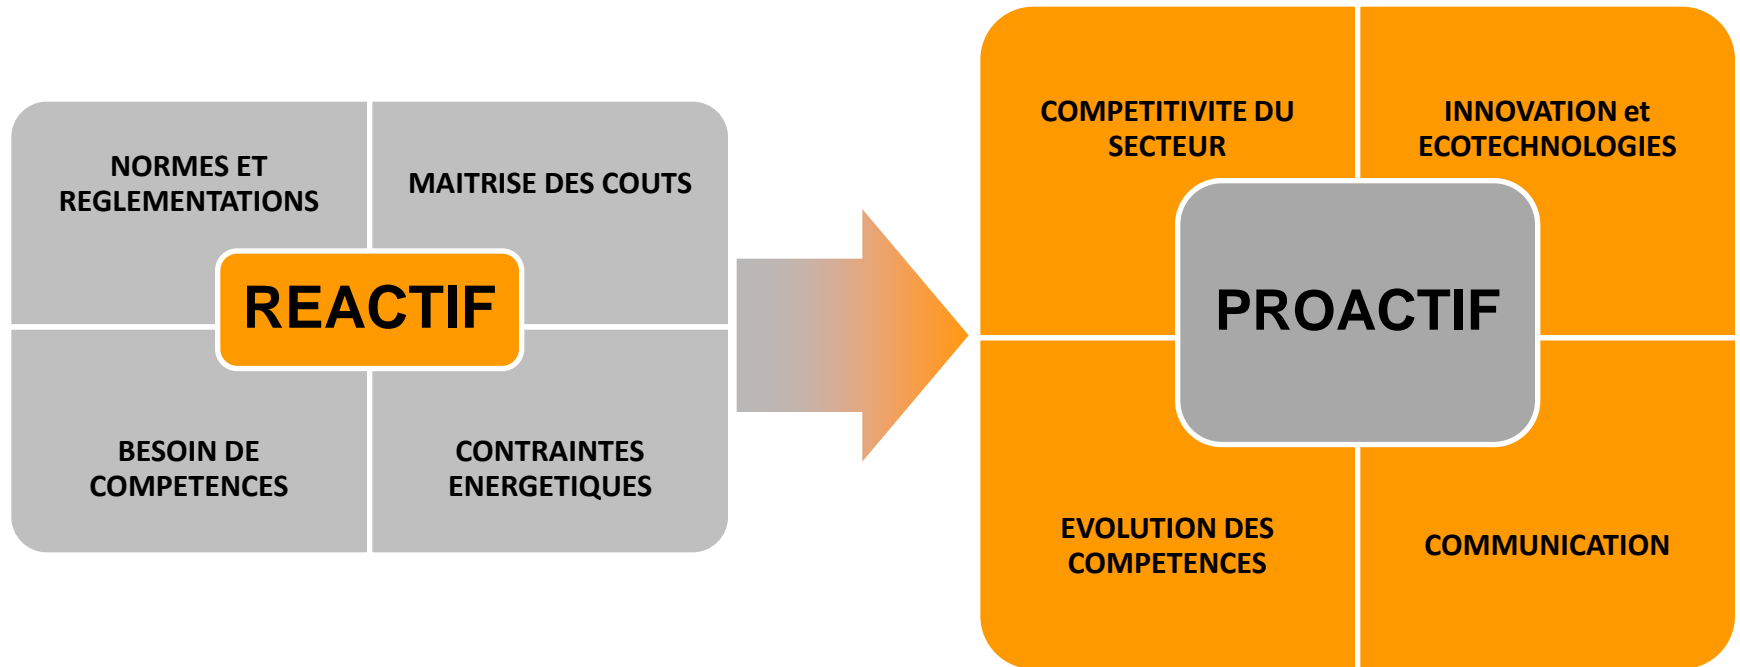 NORMES ET
REGLEMENTATIONS
MAITRISE DES COUTS
REACTIF
BESOIN DE
COMPETENCES
CONTRAINTES
ENERGETIQUES
COMPETITIVITE DU
SECTEUR
INNOVATION et
ECOTECHNOLOGIES
PROACTIF
EVOLUTION DES
COMPETENCES
COMMUNICATION